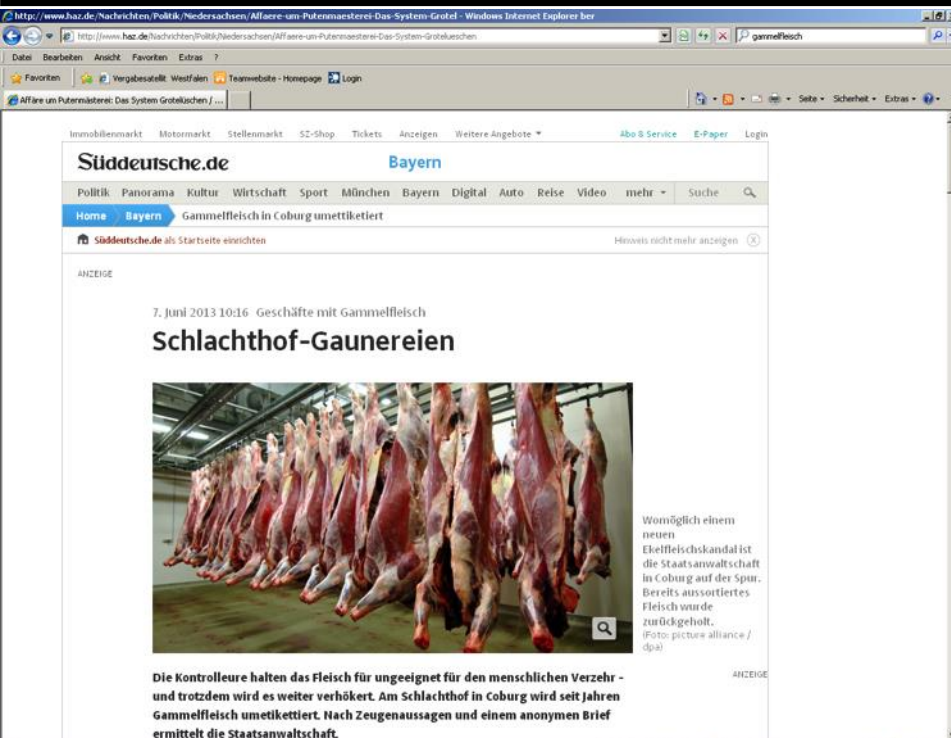 http://www.haz.de/Nachrichten/Politik/Niedersachsen/Affaere-um-Putenmaesterei-Das-System-Grotel - Windows Internet Explorer ber
http://www.haz.de/Nachrichten/Politik/Niedersachsen/Affaere-um-Putenmaesterei-Das-System-Grotelueschen
gammelfleisch
Datei Bearbeiten Ansicht Favoriten Extras ?
Favoriten Vergabesatellit Westfalen Teamwebsite - Homepage Login
Affäre um Putenmästerei: Das System Grotelüschen / ...
Seite Sicherheit Extras
Immobilienmarkt Motormarkt Stellenmarkt SZ-Shop Tickets Anzeigen Weitere Angebote Abo & Service E-Paper Login
Süddeutsche.de Bayern
Politik Panorama Kultur Wirtschaft Sport München Bayern Digital Auto Reise Video mehr Suche
Home Bayern Gammelfleisch in Coburg umettiketiert
Süddeutsche.de als Startseite einrichten Hinweis nicht mehr anzeigen
ANZEIGE
7. Juni 2013 10:16 Geschäfte mit Gammelfleisch
Schlachthof-Gaunereien
Womöglich einem
neuen
Ekelfleischskandal ist
die Staatsanwaltschaft
in Coburg auf der Spur.
Bereits aussortiertes
Fleisch wurde
zurückgeholt.
(Foto: picture alliance /
dpa)
ANZEIGE
Die Kontrolleure halten das Fleisch für ungeeignet für den menschlichen Verzehr -
und trotzdem wird es weiter verhökert. Am Schlachthof in Coburg wird seit Jahren
Gammelfleisch umetikettiert. Nach Zeugenaussagen und einem anonymen Brief
ermittelt die Staatsanwaltschaft.